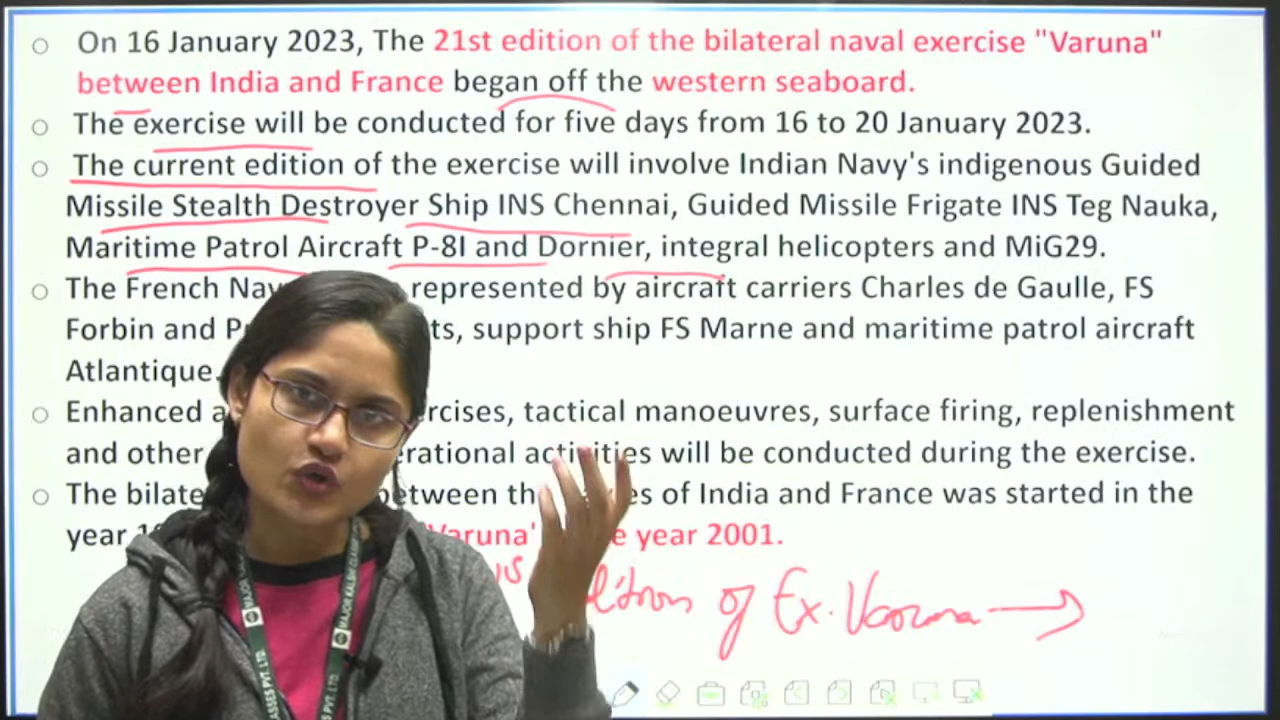 On 16 January 2023, The 21st edition of the bilateral naval exercise "Varuna"
between India and France began off the western seaboard.
The exercise will be conducted for five days from 16 to 20 January 2023.
The current edition of the exercise will involve Indian Navy's indigenous Guided
Missile Stealth Destroyer Ship INS Chennai, Guided Missile Frigate INS Teg Nauka,
Maritime Patrol Aircraft P-8I and Dornier, integral helicopters and MiG29.
The French represented by aircraft carriers Charles de Gaulle, FS
Forbin and support ship FS Marne and maritime patrol aircraft
Atlantique.
Enhanced tactical manoeuvres, surface firing, replenishment
and other activities will be conducted during the exercise.
The between of India and France was started in the
year Varuna' year 2001.
of Ex. Varuna
MAJOR KALSHI CLASSES PVT. LTD.